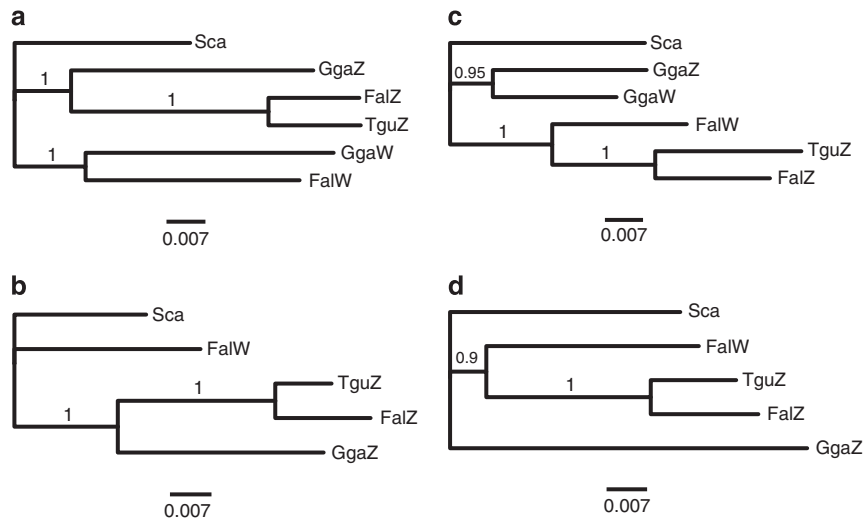 a
Sca
1
GgaZ
1
FalZ
TguZ
1
GgaW
FalW
0.007
b
Sca
FalW
1
TguZ
1
FalZ
GgaZ
0.007
c
Sca
0.95
GgaZ
GgaW
FalW
1
TguZ
1
FalZ
0.007
d
Sca
FalW
0.9
TguZ
1
FalZ
GgaZ
0.007